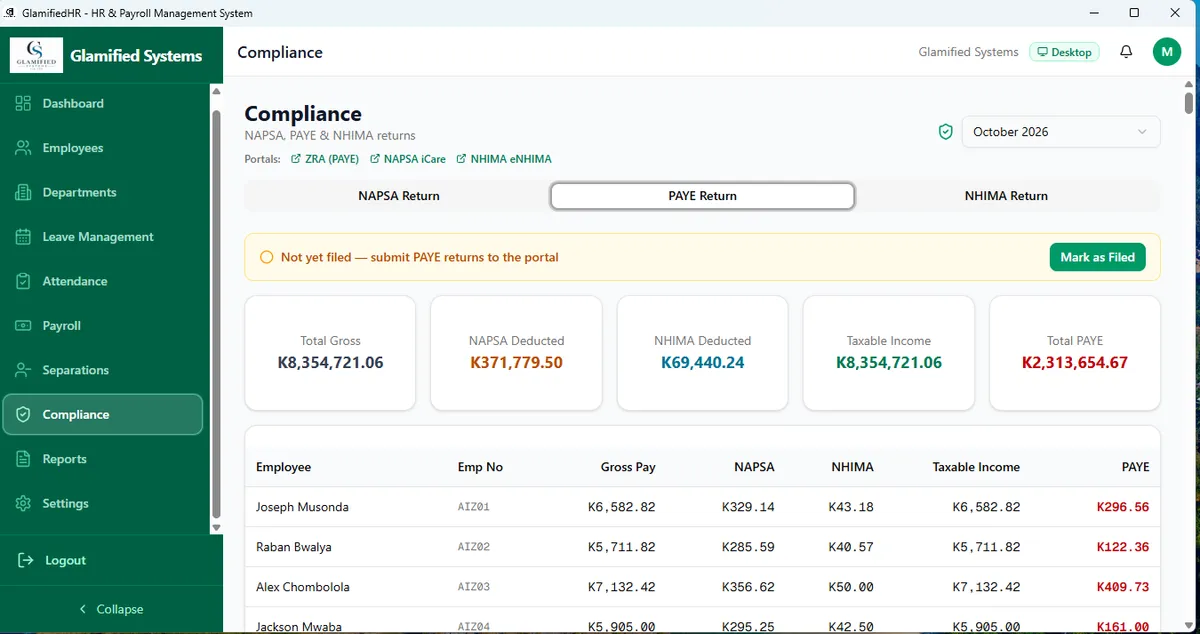 GlamifiedHR - HR & Payroll Management System
GLAMIFIED
Glamified Systems
Compliance
Glamified Systems
Desktop
M
Dashboard
Employees
Departments
Leave Management
Attendance
Payroll
Separations
Compliance
Reports
Settings
Logout
Collapse
Compliance
NAPSA, PAYE & NHIMA returns
October 2026
Portals: ZRA (PAYE) NAPSA iCare NHIMA eNHIMA
NAPSA Return PAYE Return NHIMA Return
Not yet filed — submit PAYE returns to the portal
Mark as Filed
Total Gross
K8,354,721.06
NAPSA Deducted
K371,779.50
NHIMA Deducted
K69,440.24
Taxable Income
K8,354,721.06
Total PAYE
K2,313,654.67
Employee Emp No Gross Pay NAPSA NHIMA Taxable Income PAYE
Joseph Musonda AIZ01 K6,582.82 K329.14 K43.18 K6,582.82 K296.56
Raban Bwalya AIZ02 K5,711.82 K285.59 K40.57 K5,711.82 K122.36
Alex Chombolola AIZ03 K7,132.42 K356.62 K50.00 K7,132.42 K409.73
Jackson Mwaba AIZ04 K5,905.00 K295.25 K42.50 K5,905.00 K161.00